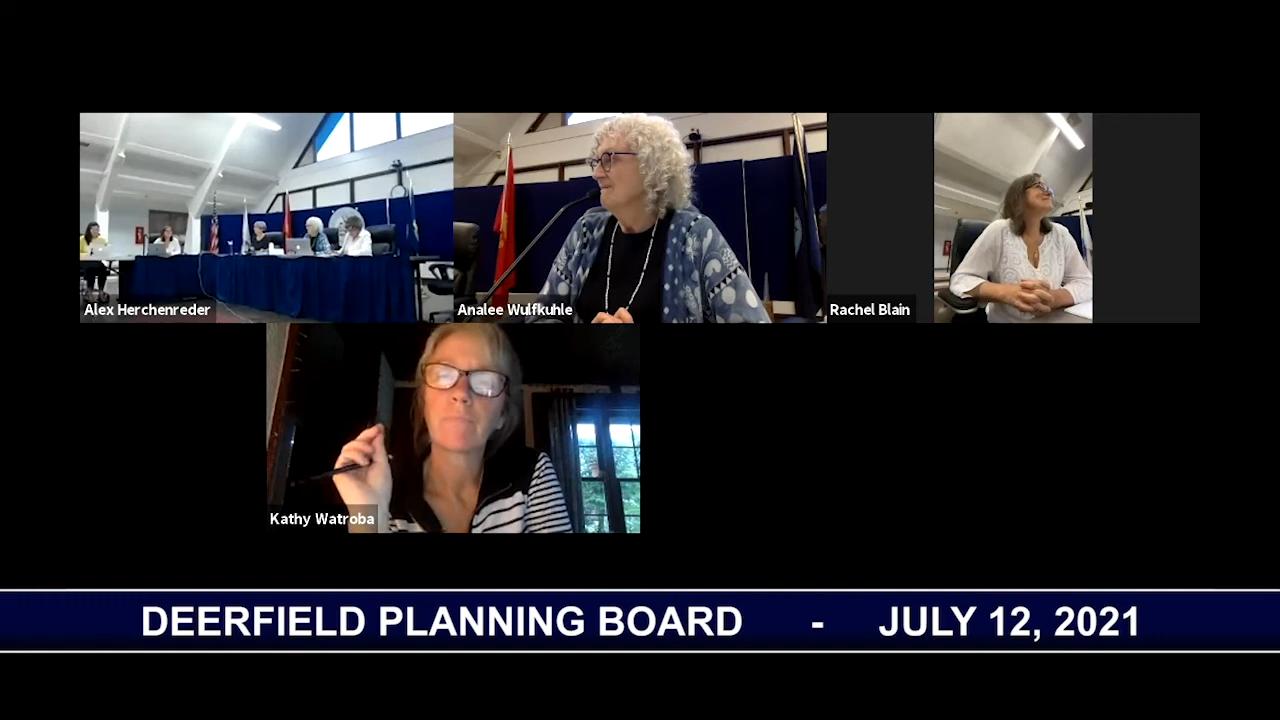 Alex Herchenreder
Analee Wulfkuhle
Rachel Blain
Kathy Watroba
DEERFIELD PLANNING BOARD - JULY 12, 2021